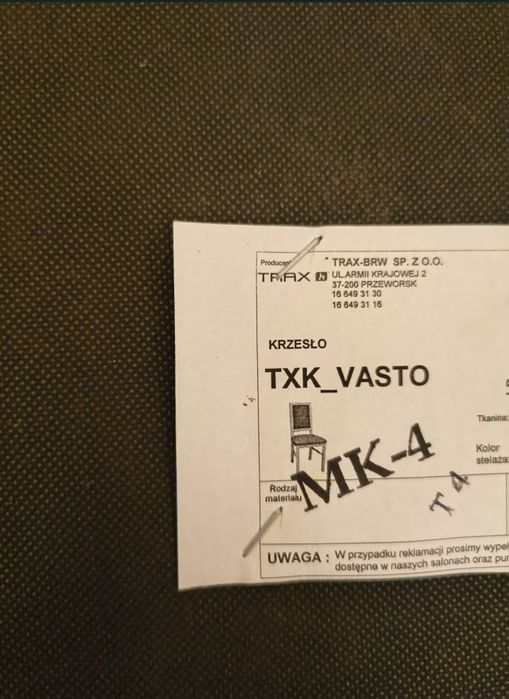 Producent
TRAX
TRAX-BRW SP. Z O.O.
UL.ARMII KRAJOWEJ 2
37-200 PRZEWORSK
16 649 31 30
16 649 31 16
KRZESŁO
TXK_VASTO
Tkanina:
Kolor
stelaża:
MK-4
T 4
Rodzaj
materiału
UWAGA : W przypadku reklamacji prosimy wypeł
dostępne w naszych salonach oraz pun